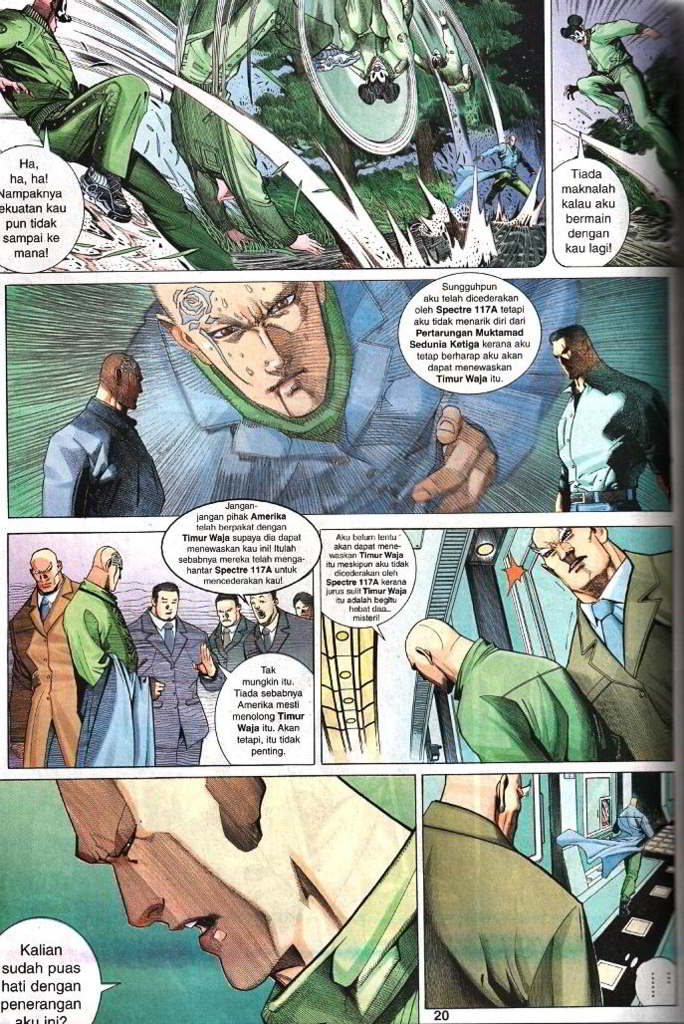 Ha,
ha, ha!
Nampaknya
kekuatan kau
pun tidak
sampai ke
mana!
Tiada
maknalah
kalau aku
bermain
dengan
kau lagi!
Sungguhpun
aku telah dicederakan
oleh Spectre 117A tetapi
aku tidak menarik diri dari
Pertarungan Muktamad
Sedunia Ketiga kerana aku
tetap berharap aku akan
dapat menewaskan
Timur Waja itu.
Jangan-
jangan pihak Amerika
telah berpakat dengan
Timur Waja supaya dia dapat
menewaskan kau ini! Itulah
sebabnya mereka telah menga-
hantar Spectre 117A untuk
mencederakan kau!
Tak
mungkin itu.
Tiada sebabnya
Amerika mesti
menolong Timur
Waja itu. Akan
tetapi, itu tidak
penting.
Aku belum tentu
akan dapat mene-
waskan Timur Waja
itu meskipun aku tidak
dicederakan oleh
Spectre 117A kerana
jurus sulit Timur Waja
itu adalah begitu
hebat dan
misteri!
Kalian
sudah puas
hati dengan
penerangan
aku ini?
......
20